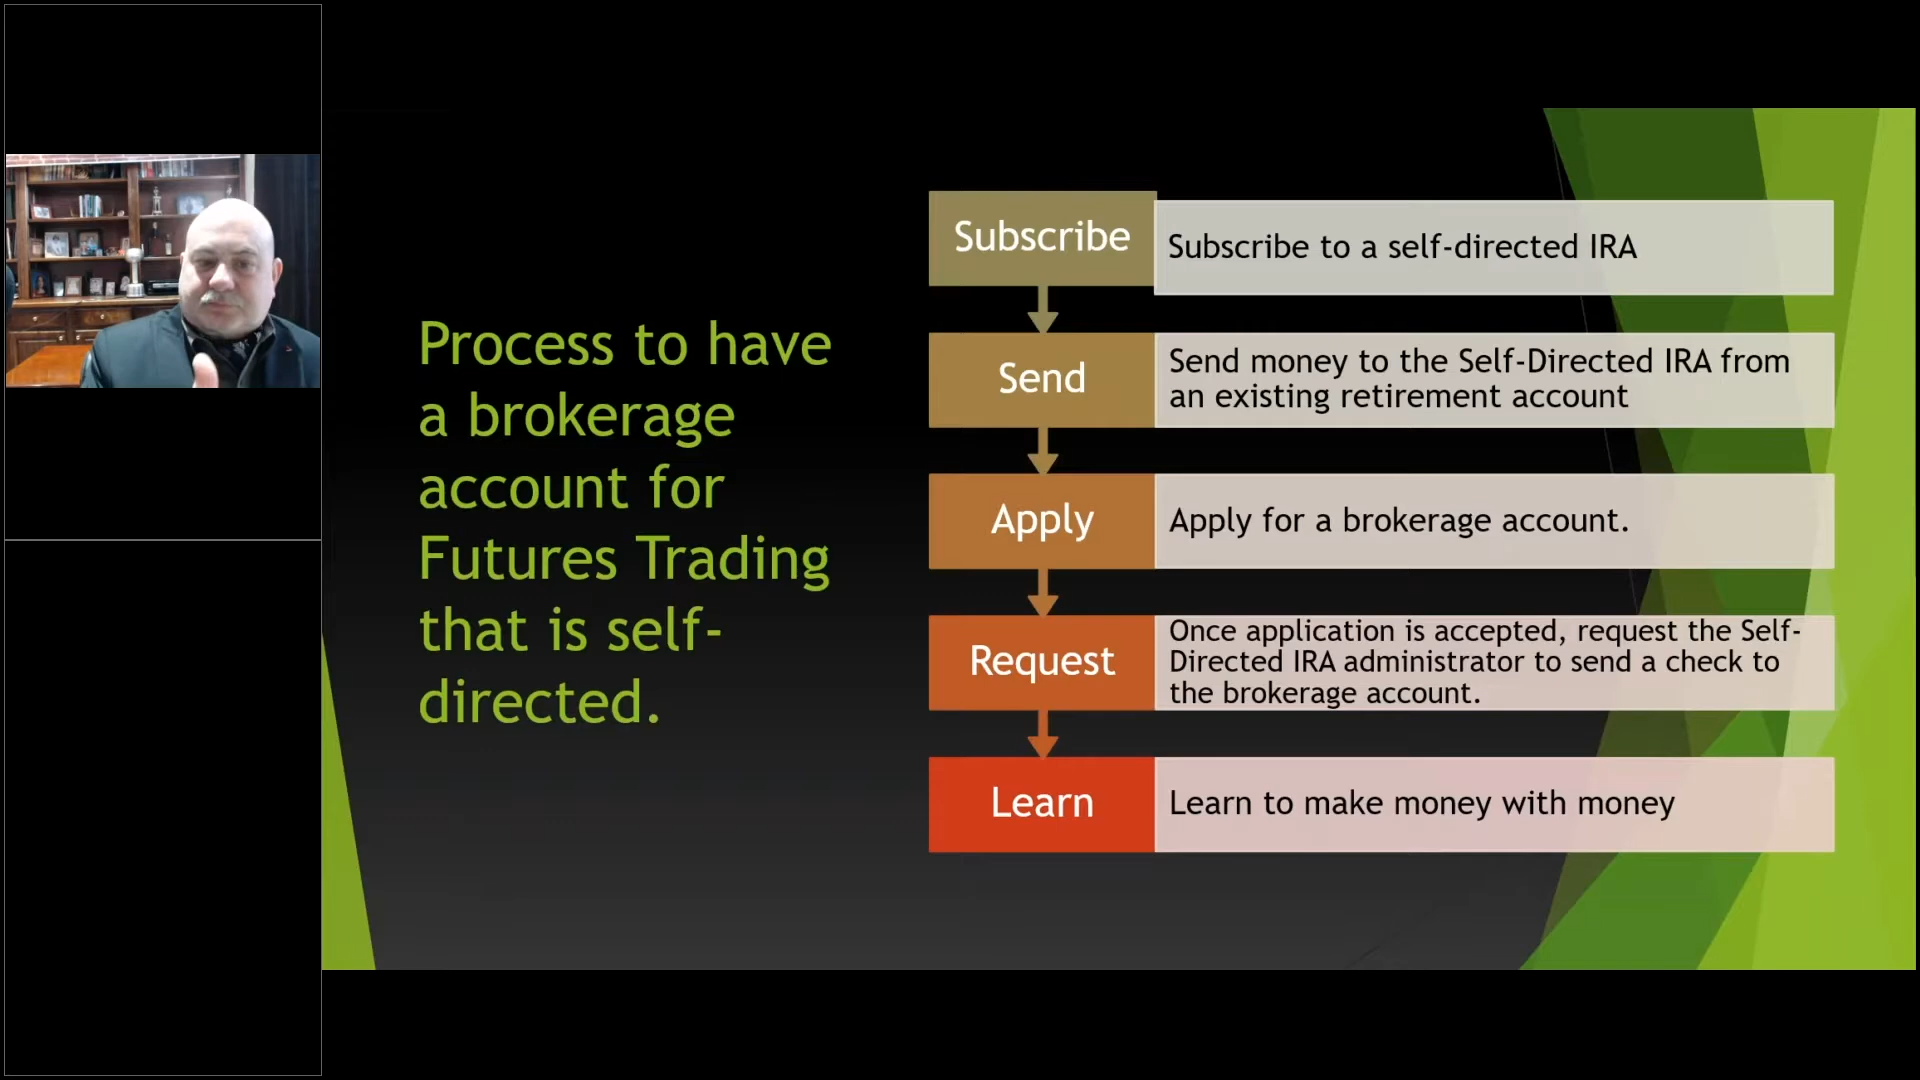 Process to have
a brokerage
account for
Futures Trading
that is self-
directed.
Subscribe
Subscribe to a self-directed IRA
Send
Send money to the Self-Directed IRA from
an existing retirement account
Apply
Apply for a brokerage account.
Request
Once application is accepted, request the Self-
Directed IRA administrator to send a check to
the brokerage account.
Learn
Learn to make money with money